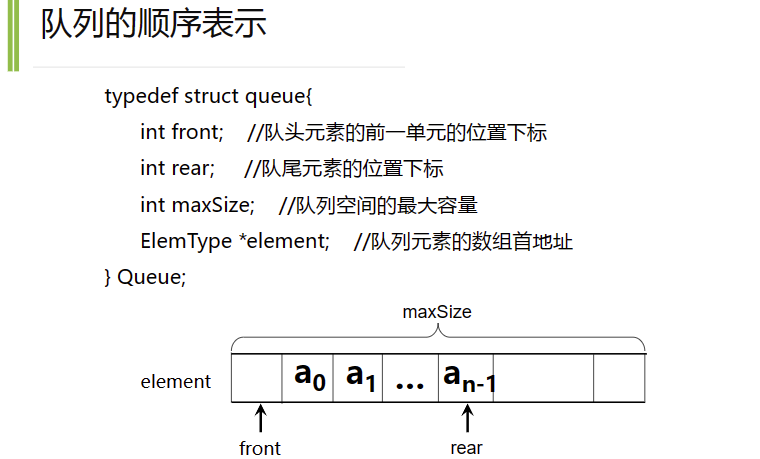 队列的顺序表示
typedef struct queue{
int front; //队头元素的前一单元的位置下标
int rear; //队尾元素的位置下标
int maxSize; //队列空间的最大容量
ElemType *element; //队列元素的数组首地址
} Queue;
maxSize
element a0 a1 ... an-1
front rear